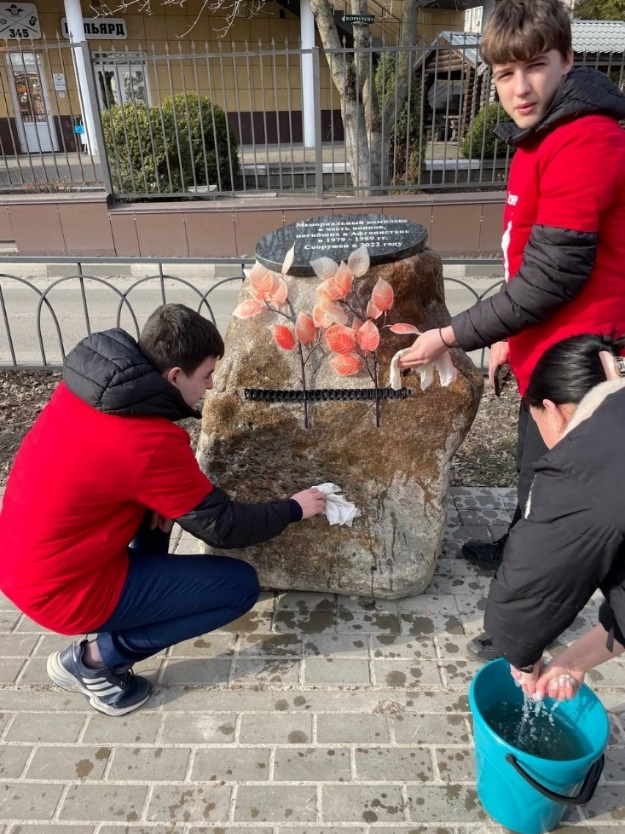 345
БИЛЬЯРД
Мемориальный комплекс
в честь воинов,
погибших в Афганистане
в 1979 - 1989 гг.
Сооружен в 2022 году